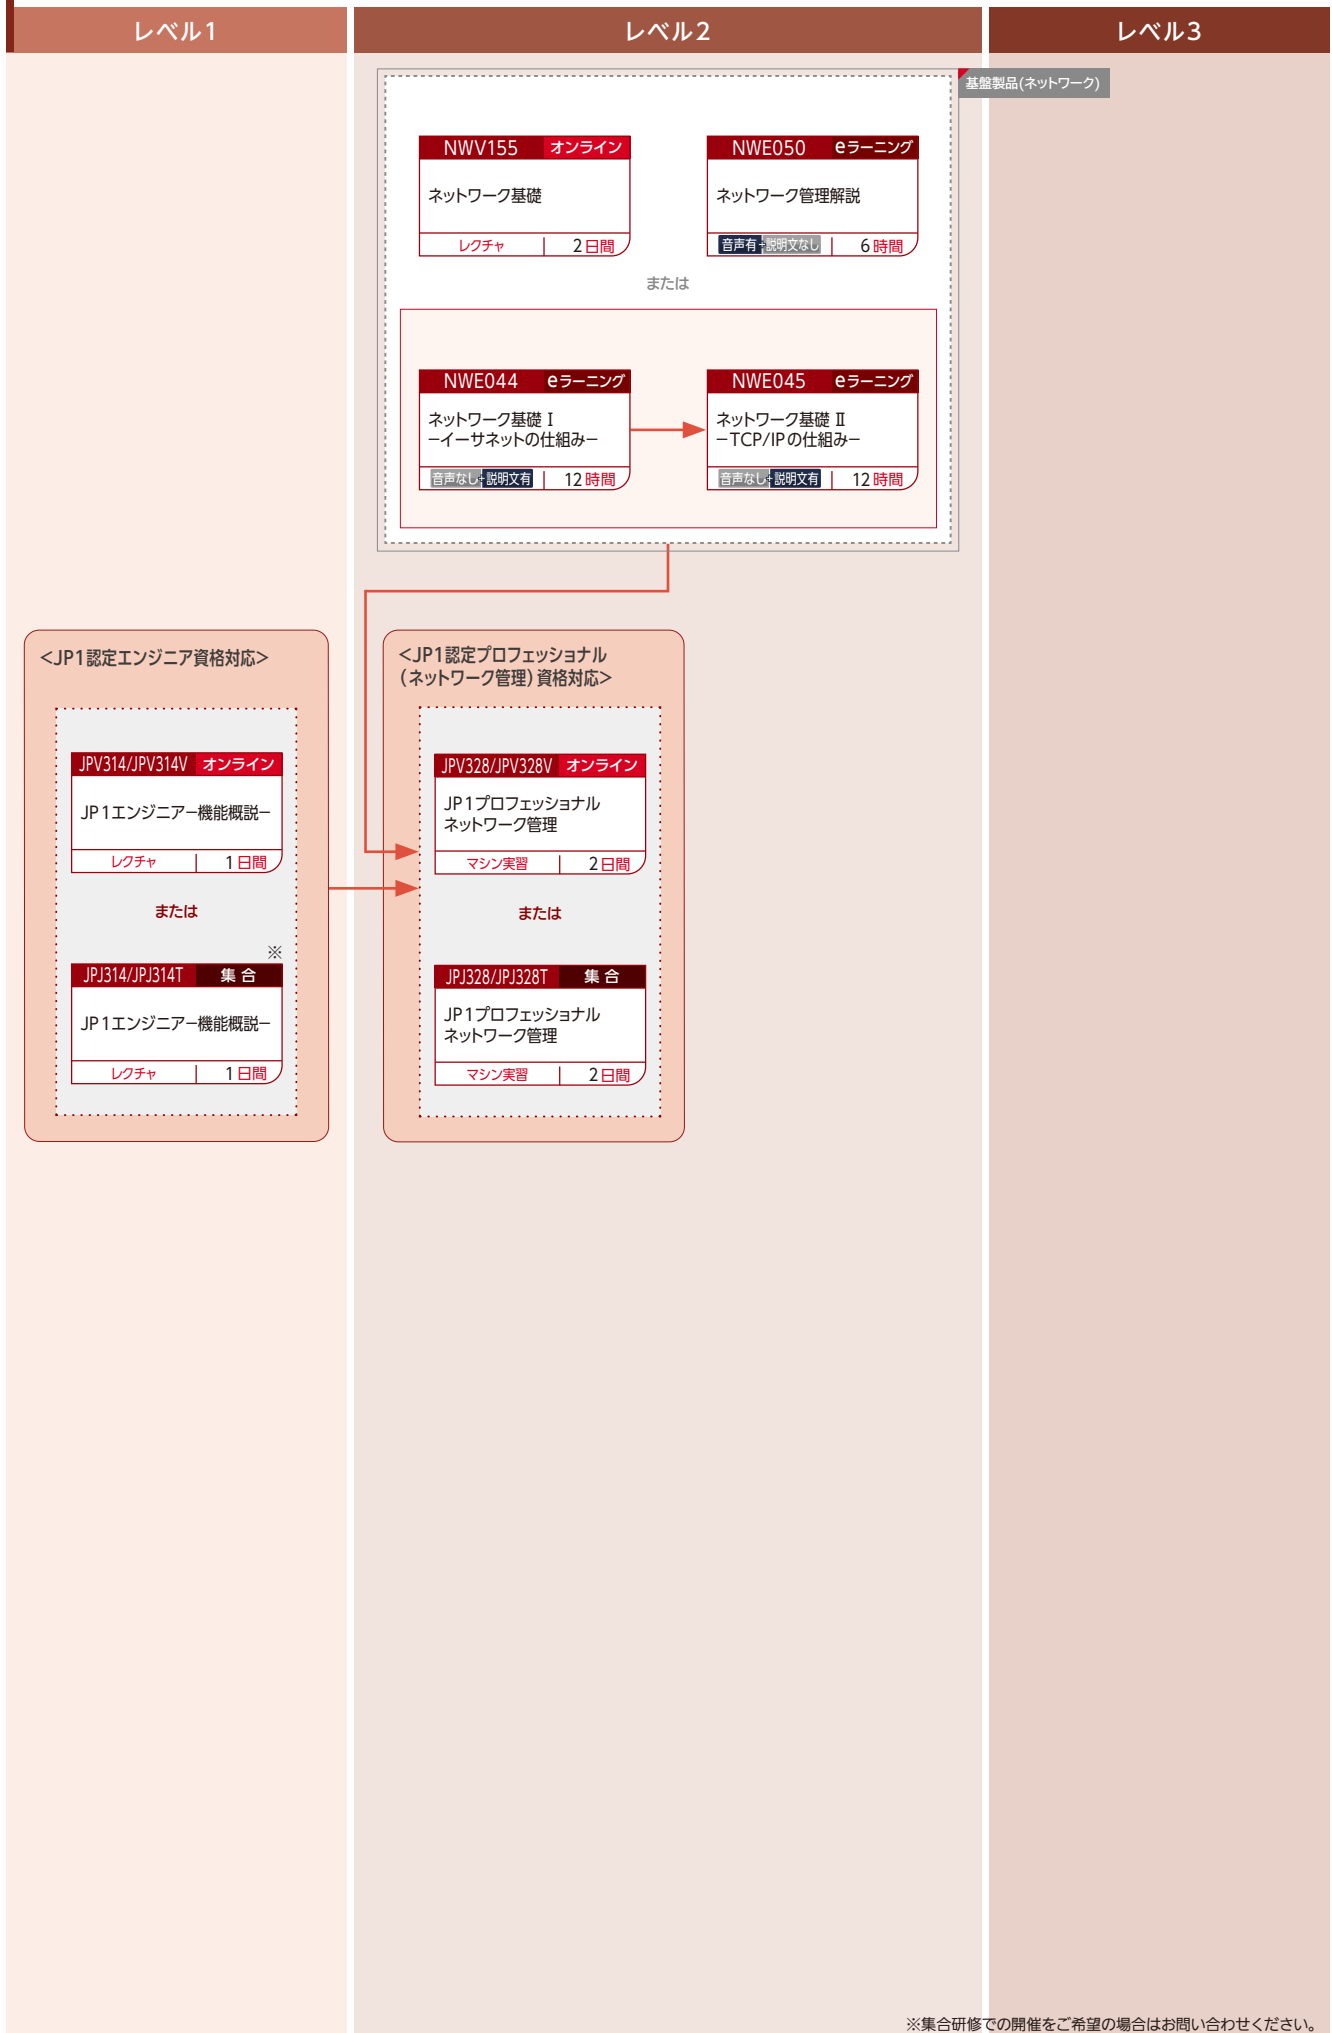 レベル1
レベル2
レベル3
基盤製品(ネットワーク)
NWV155 オンライン
ネットワーク基礎
レクチャ 2日間
NWE050 eラーニング
ネットワーク管理解説
音声有+説明文なし 6時間
または
NWE044 eラーニング
ネットワーク基礎 Ⅰ
−イーサネットの仕組み−
音声なし+説明文有 12時間
NWE045 eラーニング
ネットワーク基礎 Ⅱ
−TCP/IPの仕組み−
音声なし+説明文有 12時間
<JP1認定エンジニア資格対応>
JPV314/JPV314V オンライン
JP1エンジニア−機能概説−
レクチャ 1日間
または
※
JPJ314/JPJ314T 集合
JP1エンジニア−機能概説−
レクチャ 1日間
<JP1認定プロフェッショナル
（ネットワーク管理）資格対応>
JPV328/JPV328V オンライン
JP1プロフェッショナル
ネットワーク管理
マシン実習 2日間
または
JPJ328/JPJ328T 集合
JP1プロフェッショナル
ネットワーク管理
マシン実習 2日間
※集合研修での開催をご希望の場合はお問い合わせください。